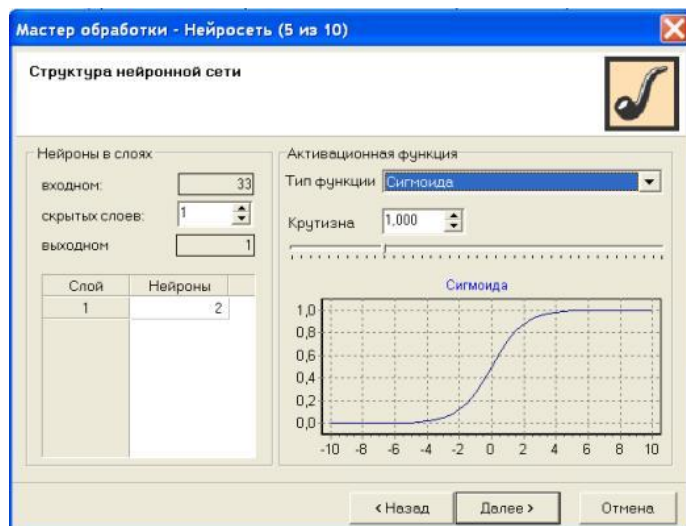 Мастер обработки - Нейросеть (5 из 10)
Структура нейронной сети
Нейроны в слоях
входном: 33
скрытых слоев: 1
выходном 1
Слой Нейроны
1 2
Активационная функция
Тип функции Сигмоида
Крутизна 1,000
Сигмоида
1,0
0,8
0,6
0,4
0,2
0,0
-10 -8 -6 -4 -2 0 2 4 6 8 10
< Назад Далее > Отмена